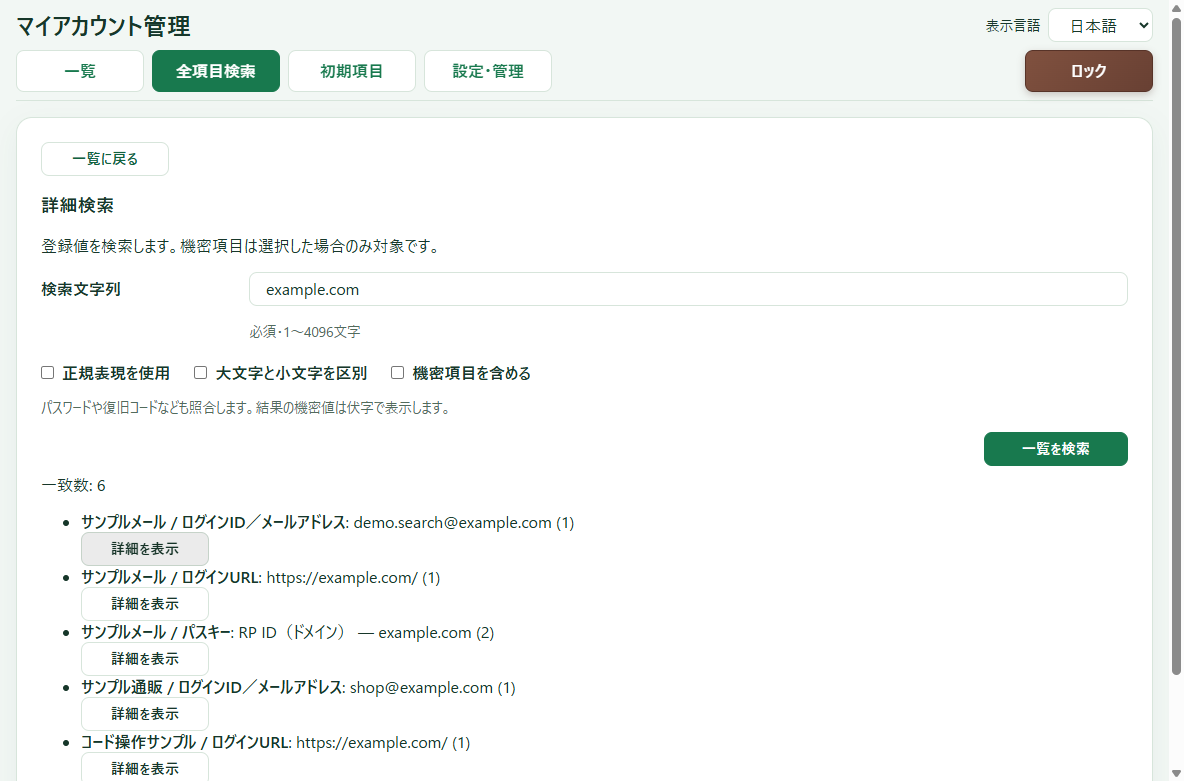 マイアカウント管理
表示言語 日本語
一覧 全項目検索 初期項目 設定・管理 ロック
一覧に戻る
詳細検索
登録値を検索します。機密項目は選択した場合のみ対象です。
検索文字列 example.com
必須・1～4096文字
正規表現を使用 大文字と小文字を区別 機密項目を含める
パスワードや復旧コードなども照合します。結果の機密値は伏字で表示します。
一覧を検索
一致数: 6
サンプルメール / ログインID／メールアドレス: demo.search@example.com (1)
詳細を表示
サンプルメール / ログインURL: https://example.com/ (1)
詳細を表示
サンプルメール / パスキー: RP ID（ドメイン） — example.com (2)
詳細を表示
サンプル通販 / ログインID／メールアドレス: shop@example.com (1)
詳細を表示
コード操作サンプル / ログインURL: https://example.com/ (1)
詳細を表示